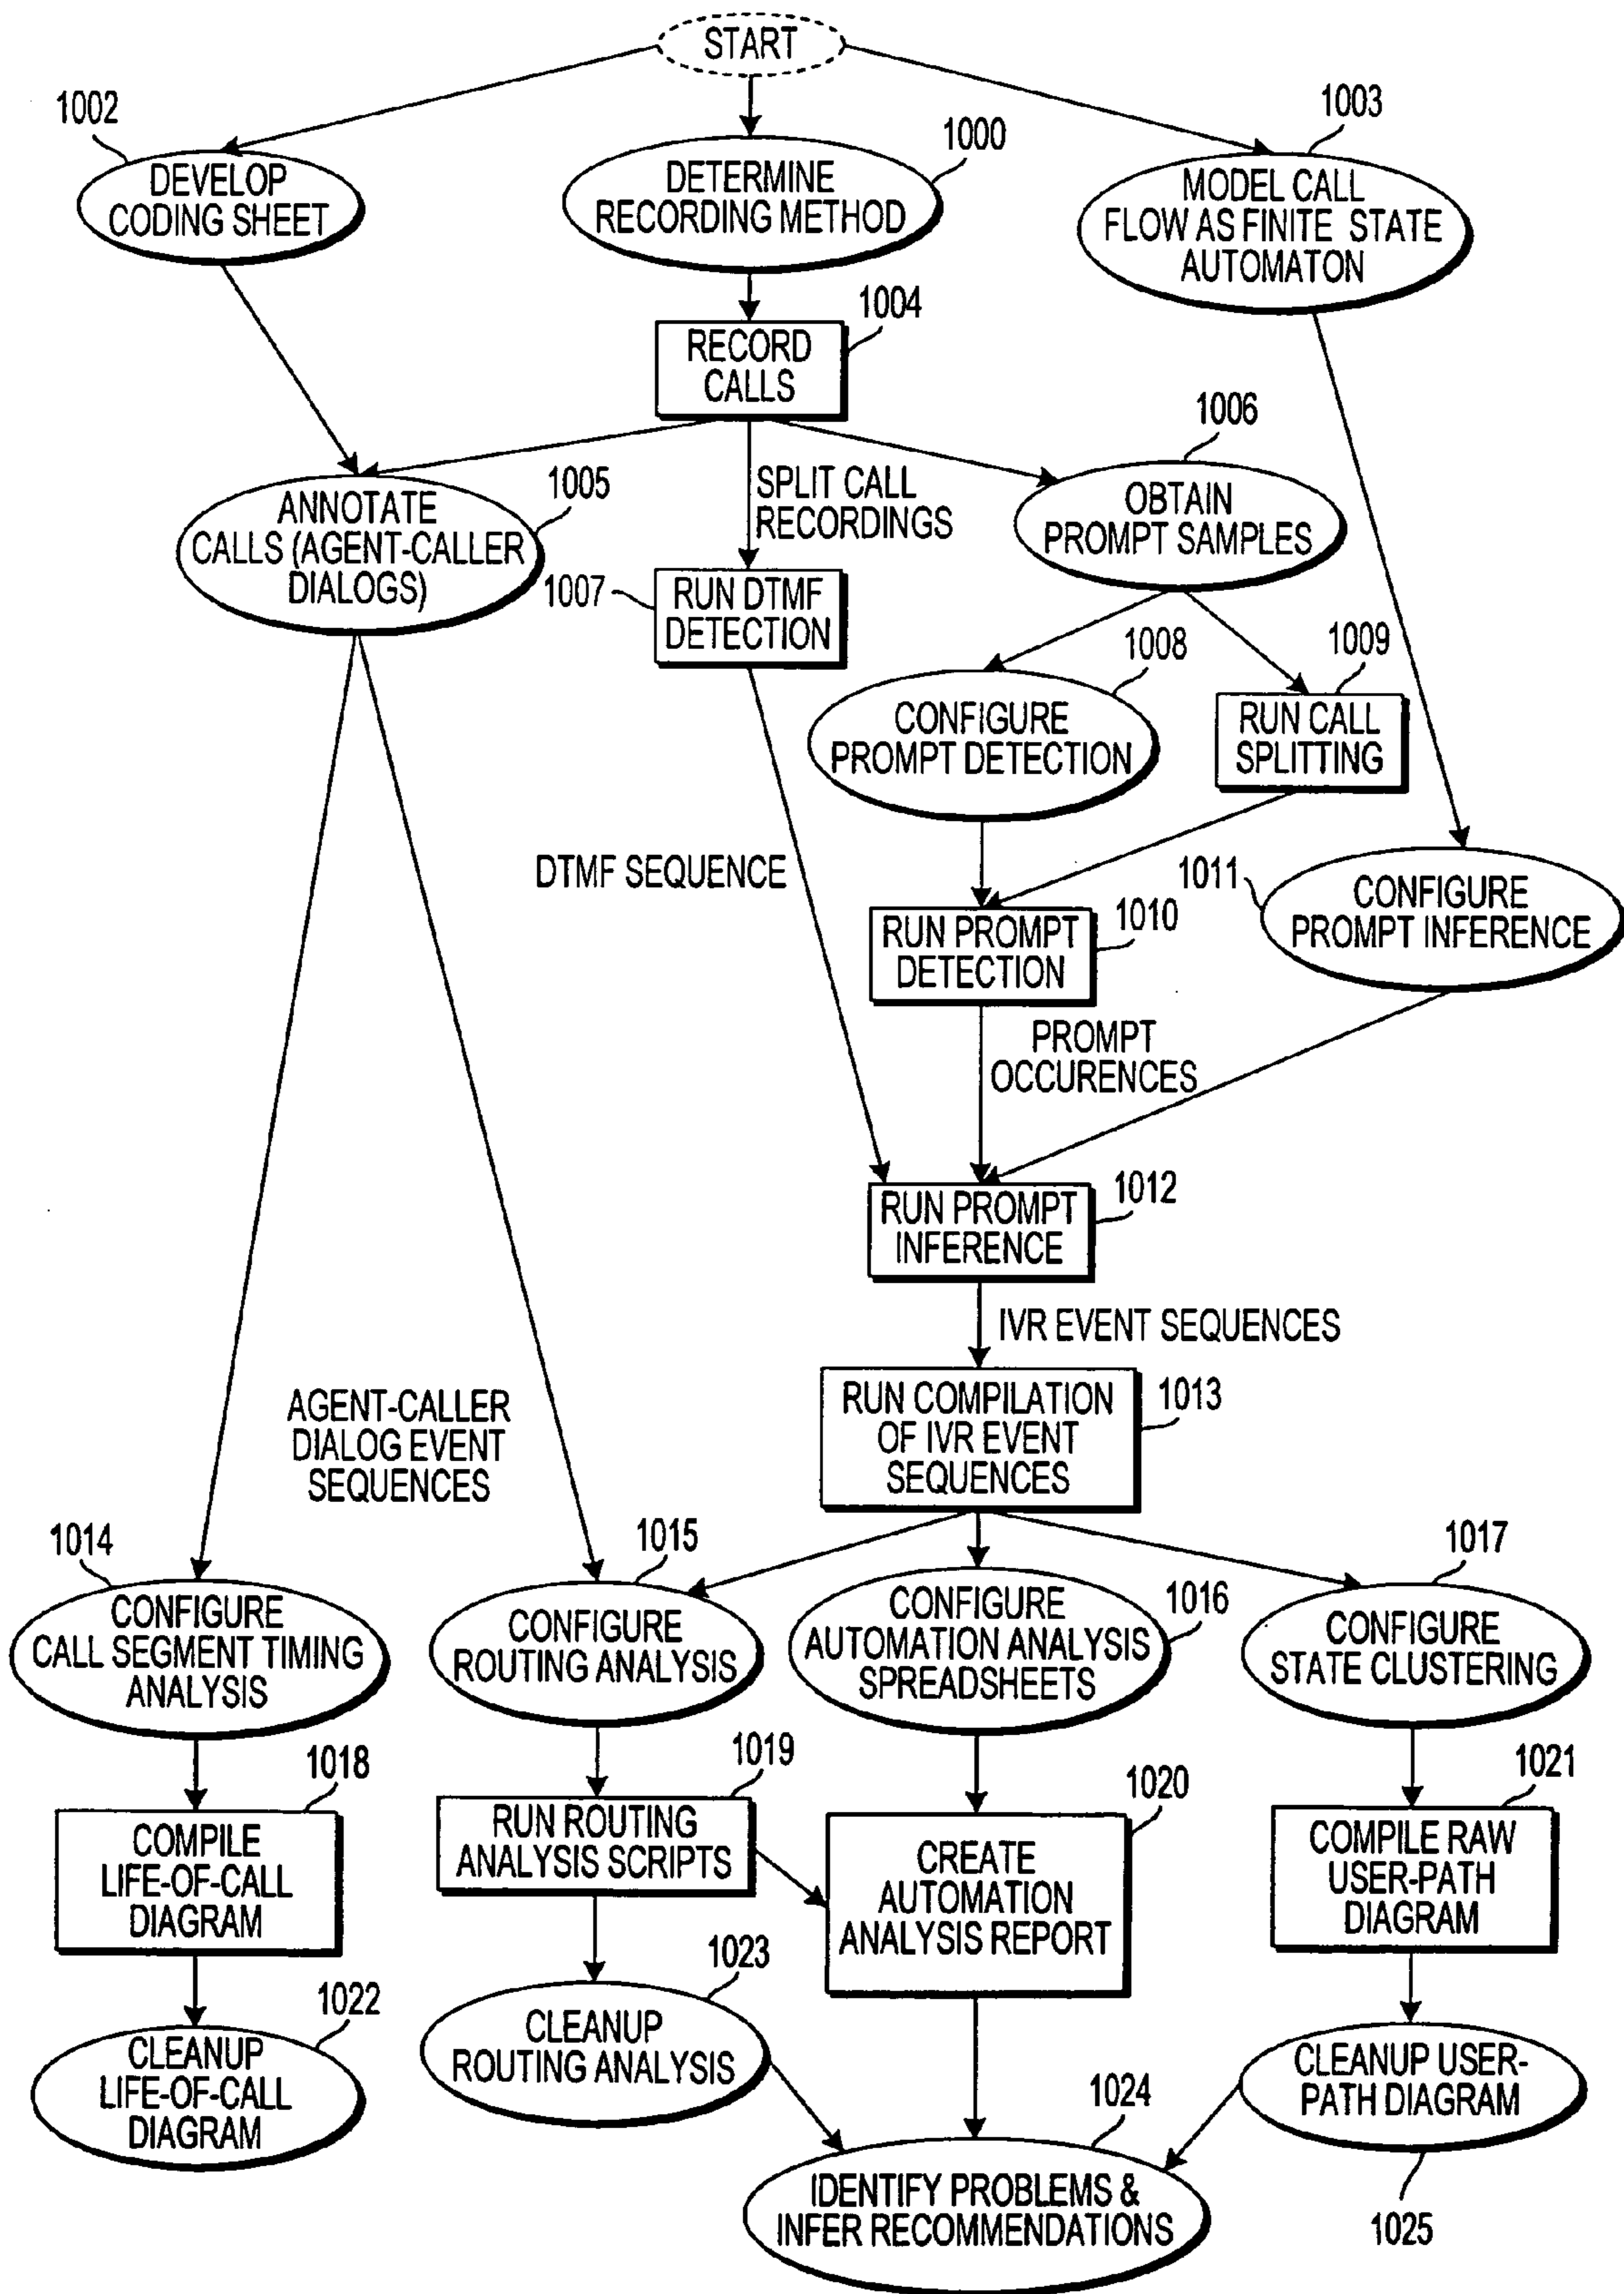 START
1002
1000
1003
DEVELOP
CODING SHEET
DETERMINE
RECORDING METHOD
MODEL CALL
FLOW AS FINITE STATE
AUTOMATON
1004
RECORD
CALLS
1006
1005
ANNOTATE
CALLS (AGENT-CALLER
DIALOGS)
SPLIT CALL
RECORDINGS
OBTAIN
PROMPT SAMPLES
1007
RUN DTMF
DETECTION
1008
1009
CONFIGURE
PROMPT DETECTION
RUN CALL
SPLITTING
DTMF SEQUENCE
1011
CONFIGURE
PROMPT INFERENCE
1010
RUN PROMPT
DETECTION
PROMPT
OCCURENCES
1012
RUN PROMPT
INFERENCE
IVR EVENT SEQUENCES
1013
RUN COMPILATION
OF IVR EVENT
SEQUENCES
AGENT-CALLER
DIALOG EVENT
SEQUENCES
1014
1015
1016
1017
CONFIGURE
CALL SEGMENT TIMING
ANALYSIS
CONFIGURE
ROUTING ANALYSIS
CONFIGURE
AUTOMATION ANALYSIS
SPREADSHEETS
CONFIGURE
STATE CLUSTERING
1018
1019
1020
1021
COMPILE
LIFE-OF-CALL
DIAGRAM
RUN ROUTING
ANALYSIS SCRIPTS
CREATE
AUTOMATION
ANALYSIS REPORT
COMPILE RAW
USER-PATH
DIAGRAM
1022
1023
CLEANUP
LIFE-OF-CALL
DIAGRAM
CLEANUP
ROUTING ANALYSIS
CLEANUP USER-
PATH DIAGRAM
1024
1025
IDENTIFY PROBLEMS &
INFER RECOMMENDATIONS